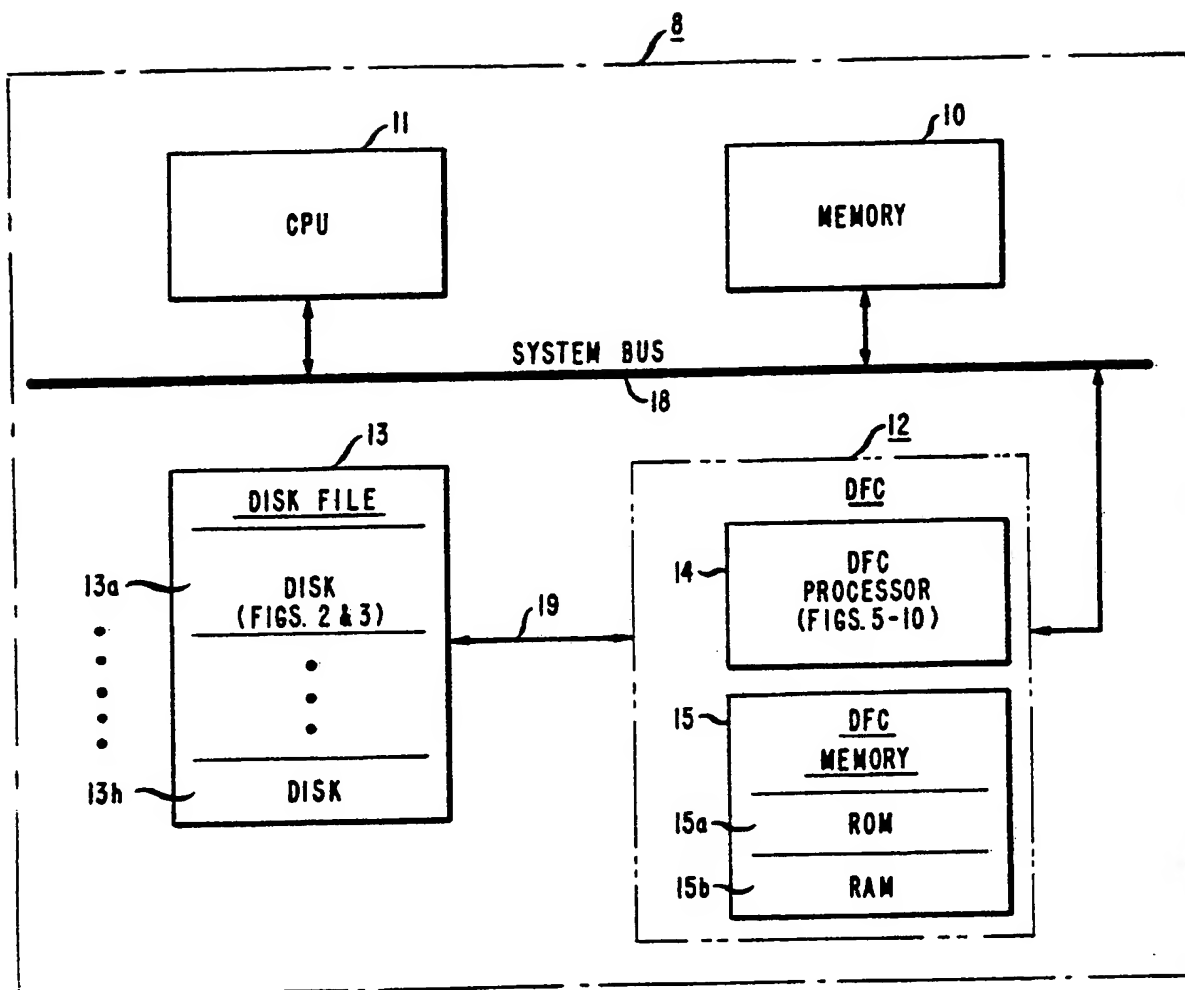 8
11
10
CPU
MEMORY
SYSTEM BUS
18
13
12
DISK FILE
DFC
13a
DISK
(FIGS. 2 & 3)
19
14
DFC
PROCESSOR
(FIGS. 5-10)
15
DFC
MEMORY
13h
DISK
15a
ROM
15b
RAM